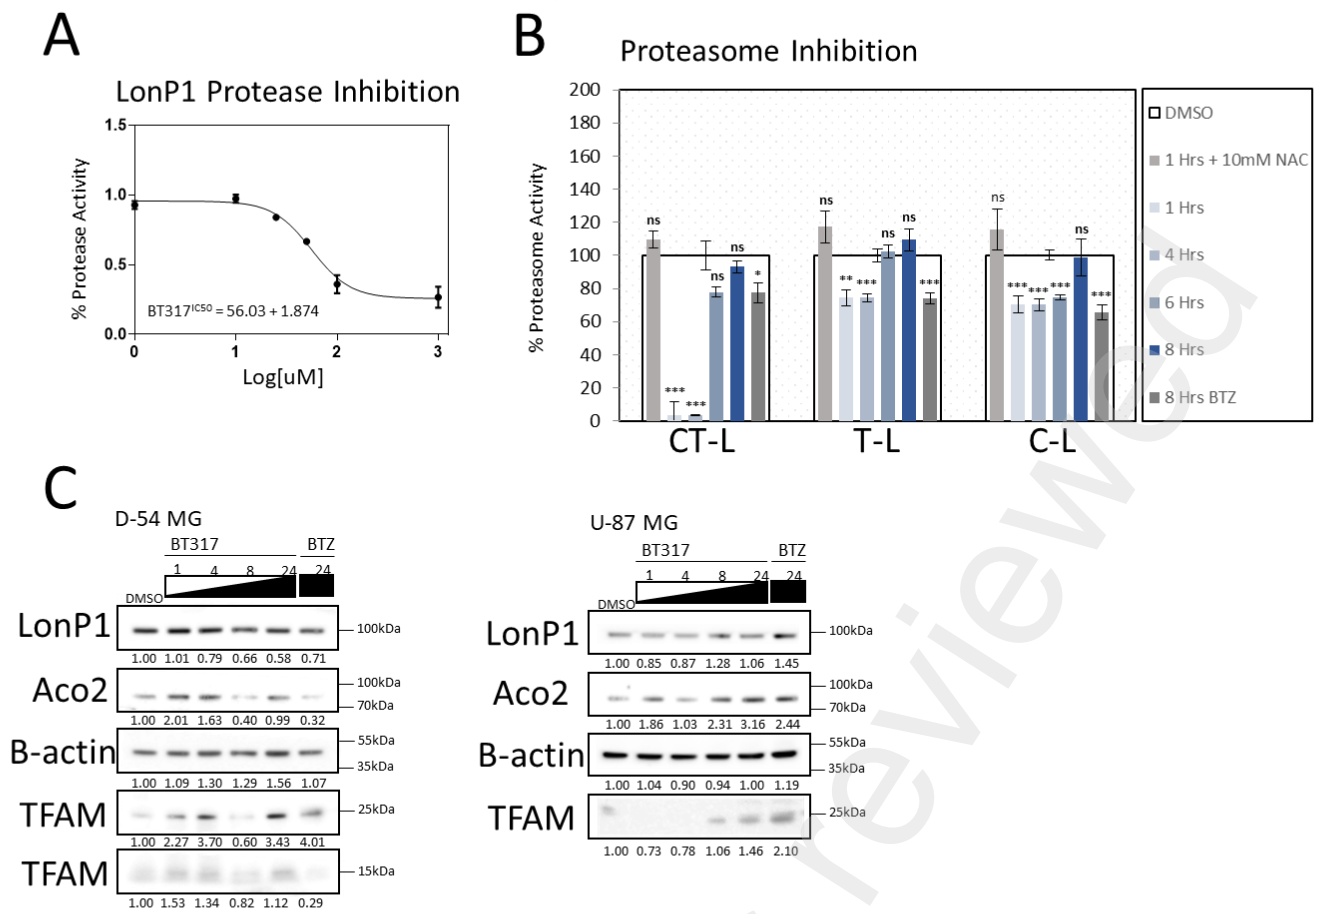 A
LonP1 Protease Inhibition
% Protease Activity
1.5
1.0
0.5
0.0
BT317^IC50 = 56.03 + 1.874
0 1 2 3
Log[uM]
B
Proteasome Inhibition
% Proteasome Activity
200
180
160
140
120
100
80
60
40
20
0
ns *** *** ns ns *
ns ** *** ns ns ***
ns *** *** *** ns ***
CT-L T-L C-L
DMSO
1 Hrs + 10mM NAC
1 Hrs
4 Hrs
6 Hrs
8 Hrs
8 Hrs BTZ
C
D-54 MG
BT317 BTZ
1 4 8 24 24
DMSO
LonP1
100kDa
1.00 1.01 0.79 0.66 0.58 0.71
Aco2
100kDa
70kDa
1.00 2.01 1.63 0.40 0.99 0.32
B-actin
55kDa
35kDa
1.00 1.09 1.30 1.29 1.56 1.07
TFAM
25kDa
1.00 2.27 3.70 0.60 3.43 4.01
TFAM
15kDa
1.00 1.53 1.34 0.82 1.12 0.29
U-87 MG
BT317 BTZ
1 4 8 24 24
DMSO
LonP1
100kDa
1.00 0.85 0.87 1.28 1.06 1.45
Aco2
100kDa
70kDa
1.00 1.86 1.03 2.31 3.16 2.44
B-actin
55kDa
35kDa
1.00 1.04 0.90 0.94 1.00 1.19
TFAM
25kDa
1.00 0.73 0.78 1.06 1.46 2.10
reviewed